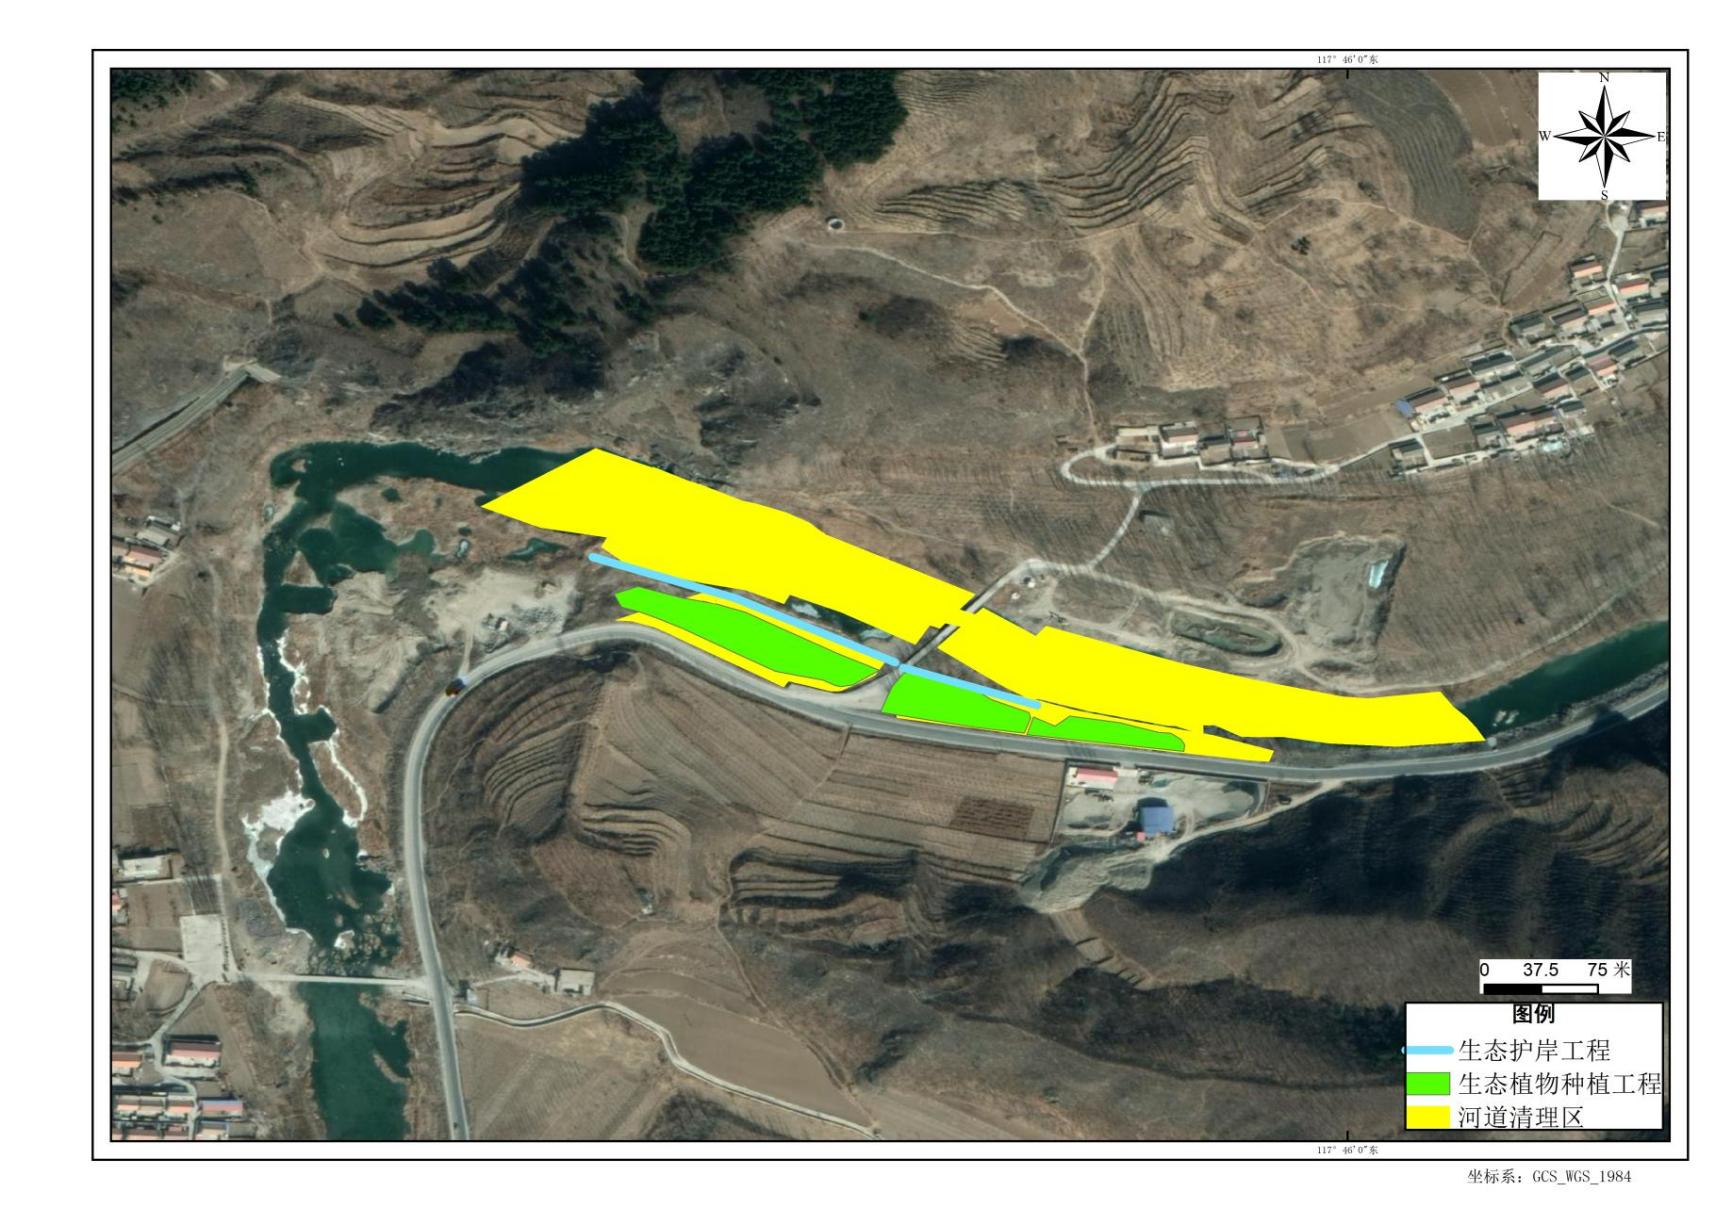 117° 46′0″东
N
W
E
S
0 37.5 75 米
图例
生态护岸工程
生态植物种植工程
河道清理区
117° 46′0″东
坐标系：GCS_WGS_1984